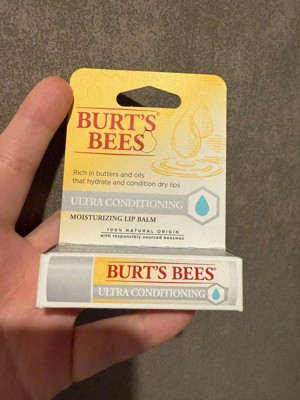 BURT'S
BEES®
Rich in butters and oils
that hydrate and condition dry lips
ULTRA CONDITIONING
MOISTURIZING LIP BALM
100% NATURAL ORIGIN
with responsibly sourced beeswax
BURT'S BEES®
ULTRA CONDITIONING